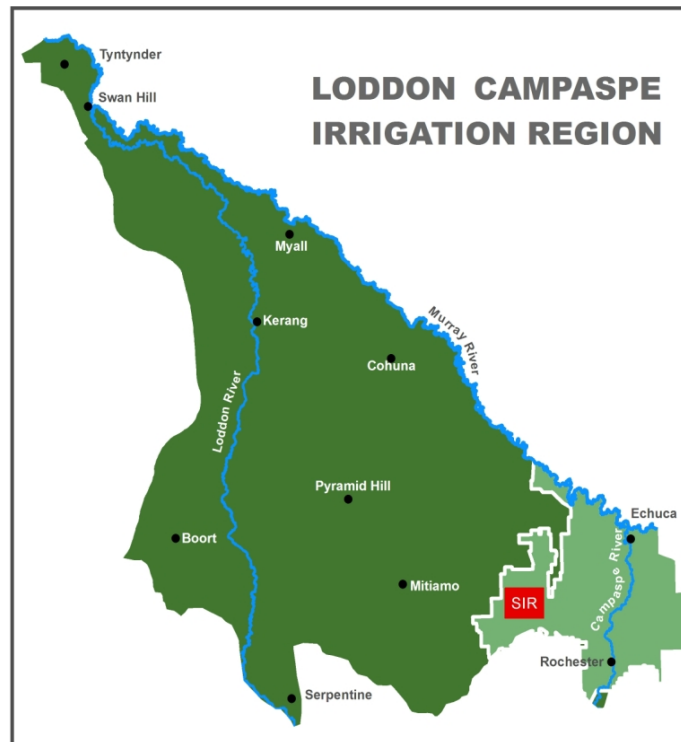 Tyntynder
LODDON CAMPASPE
Swan Hill
IRRIGATION REGION
Myall
Kerang
Murray River
Cohuna
Loddon River
Pyramid Hill
Echuca
Boort
Campaspe River
Mitiamo
SIR
Rochester
Serpentine